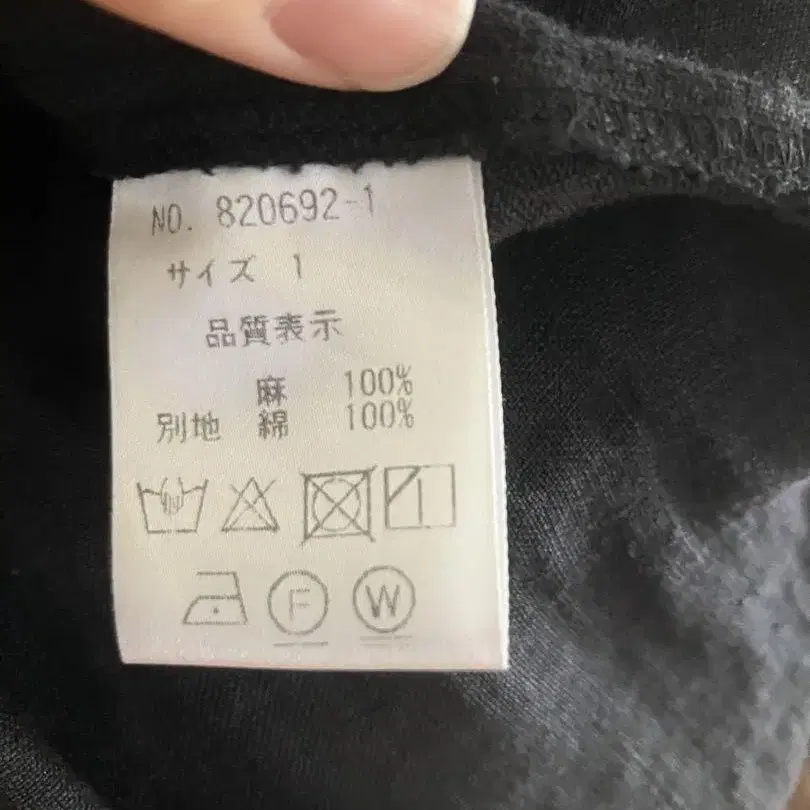 NO. 820692-1
サイズ 1
品質表示
麻 100%
別地 綿 100%
F W